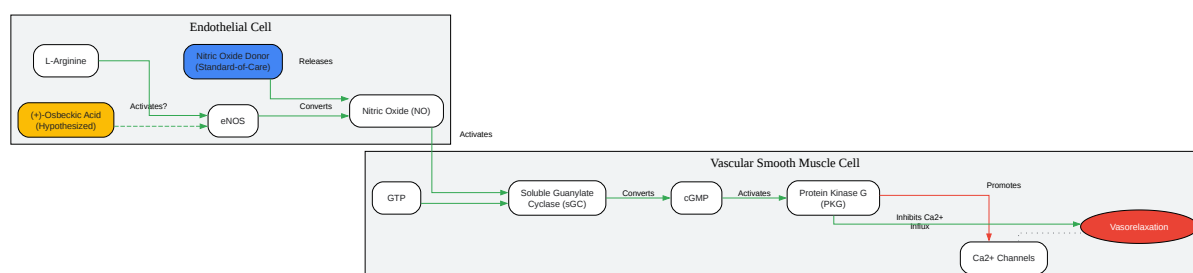 Endothelial Cell
L-Arginine
Nitric Oxide Donor
(Standard-of-Care)
Releases
(+)-Osbeckic Acid
(Hypothesized)
Activates?
eNOS
Converts
Nitric Oxide (NO)
Activates
Vascular Smooth Muscle Cell
GTP
Soluble Guanylate
Cyclase (sGC)
Converts
cGMP
Activates
Protein Kinase G
(PKG)
Promotes
Inhibits Ca2+
Influx
Vasorelaxation
Ca2+ Channels